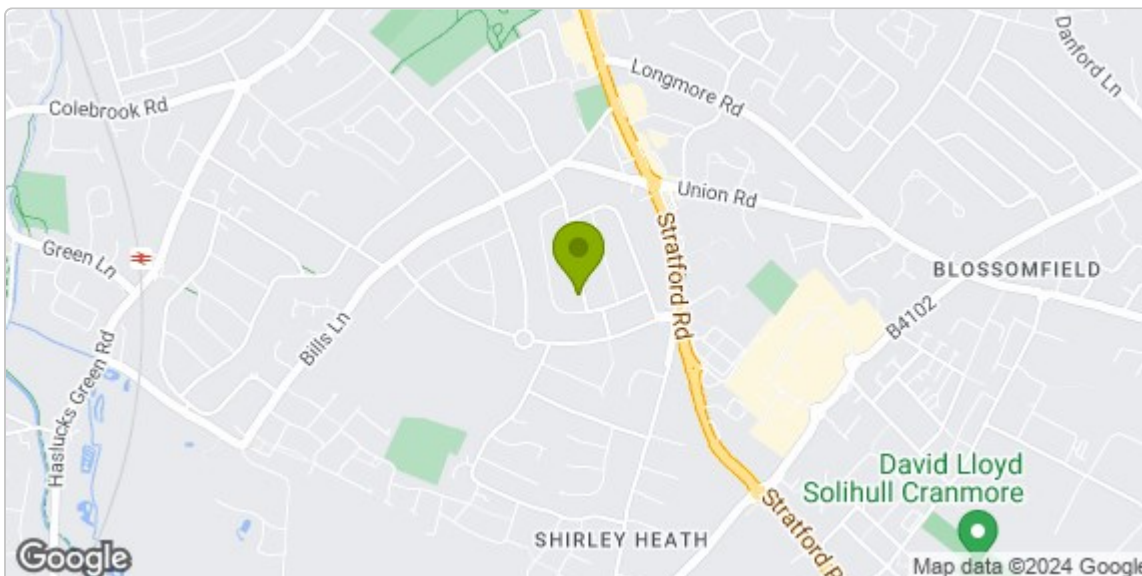 Danford Ln
Longmore Rd
Colebrook Rd
Union Rd
Stratford Rd
Green Ln
BLOSSOMFIELD
B4102
Bills Ln
Haslucks Green Rd
David Lloyd
Solihull Cranmore
Stratford R
SHIRLEY HEATH
Google
Map data ©2024 Google